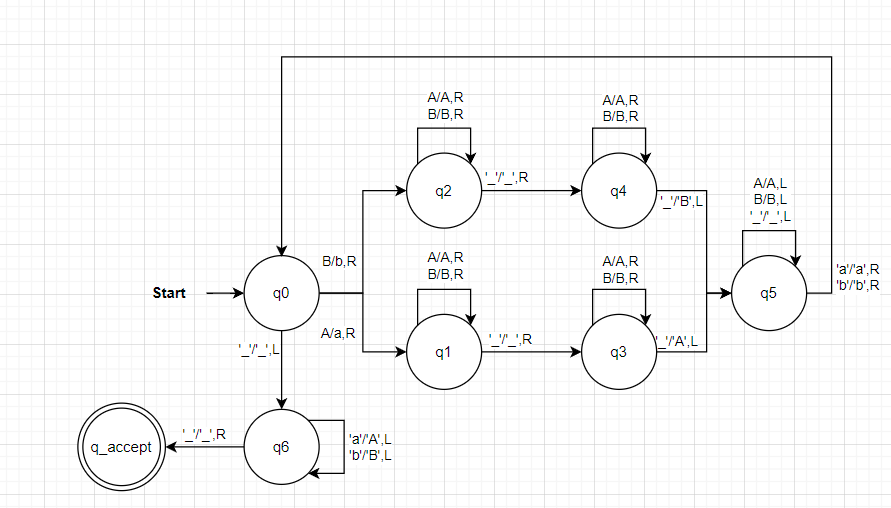 A/A,R
B/B,R
A/A,R
B/B,R
q2
'_'/'_',R
q4
'_'/'B',L
A/A,L
B/B,L
'_'/'_',L
B/b,R
A/A,R
B/B,R
A/A,R
B/B,R
Start
q0
q5
'a'/'a',R
'b'/'b',R
A/a,R
'_'/'_',L
q1
'_'/'_',R
q3
'_'/'A',L
q_accept
'_'/'_',R
q6
'a'/'A',L
'b'/'B',L